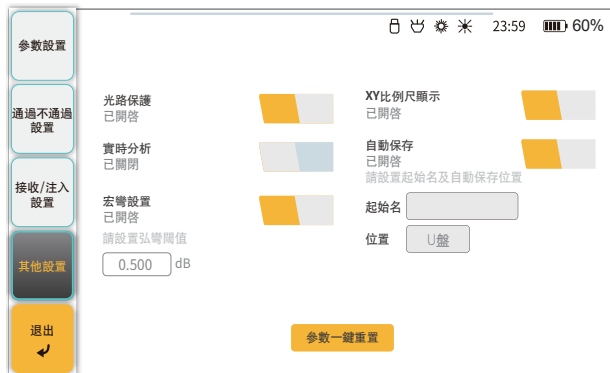 23:59
60%
參數設置
通過不通過
設置
接收/注入
設置
其他設置
退出
光路保護
已開啓
實時分析
已關閉
宏彎設置
已開啓
請設置弘彎閾值
0.500 dB
XY比例尺顯示
已開啓
自動保存
已開啓
請設置起始名及自動保存位置
起始名
位置 U盤
參數一鍵重置